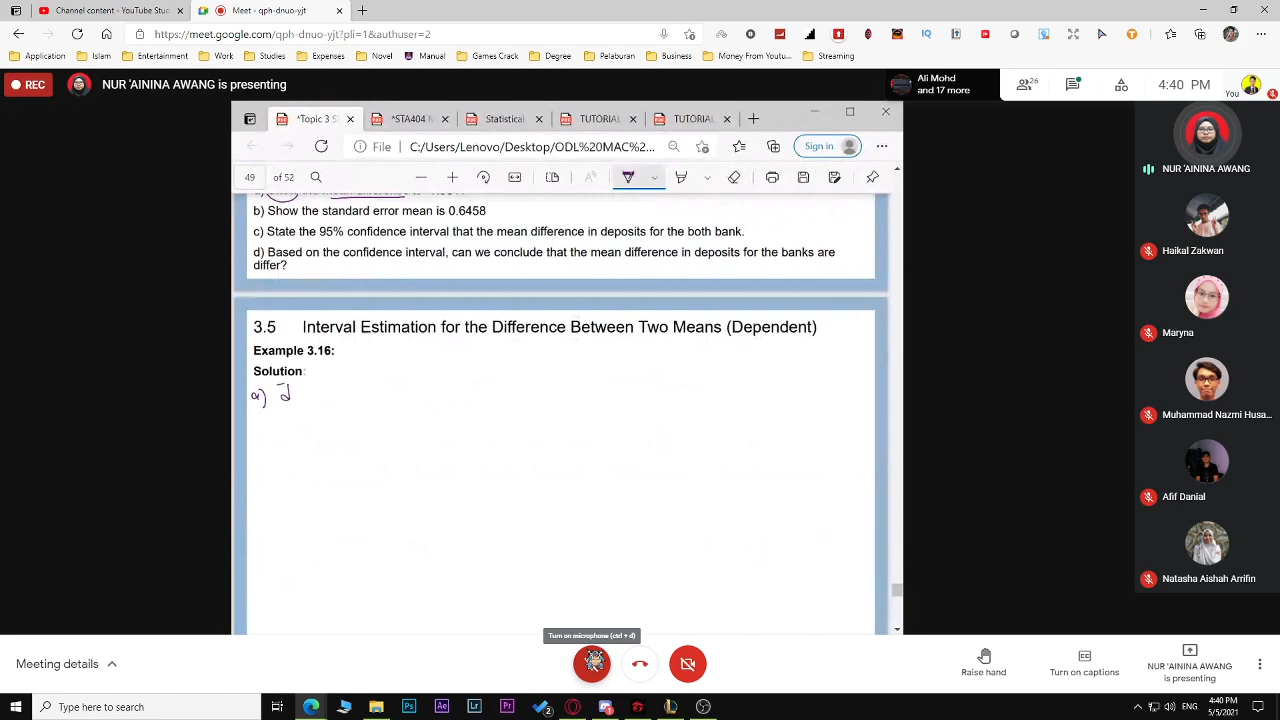 Content - YouTube Stud
Meet - qph-dnuo-yjt
https://meet.google.com/qph-dnuo-yjt?pli=1&authuser=2
Application
Islam
Entertainment
Work
Studies
Novel
Manual
Games Crack
Degree
Pelaburan
Business
Money From Youtu...
Streaming
REC
NUR 'AININA AWANG is presenting
Ali Mohd
and 17 more
26
4:40 PM
You
*Topic 3 S
*STA404 N
Statistical
TUTORIAL
TUTORIAL
File
C:/Users/Lenovo/Desktop/ODL%20MAC%2...
Sign in
49
of 52
b) Show the standard error mean is 0.6458
c) State the 95% confidence interval that the mean difference in deposits for the both bank.
d) Based on the confidence interval, can we conclude that the mean difference in deposits for the banks are
differ?
3.5 Interval Estimation for the Difference Between Two Means (Dependent)
Example 3.16:
Solution:
a) d̄
NUR 'AININA AWANG
Haikal Zakwan
Maryna
Muhammad Nazmi Husa...
Afif Danial
Natasha Aishah Arrifin
Turn on microphone (ctrl + d)
Meeting details
Raise hand
Turn on captions
NUR 'AININA AWANG
is presenting
Type here to search
Ps
Ae
Lr
Pr
2
1
ENG
4:40 PM
5/5/2021